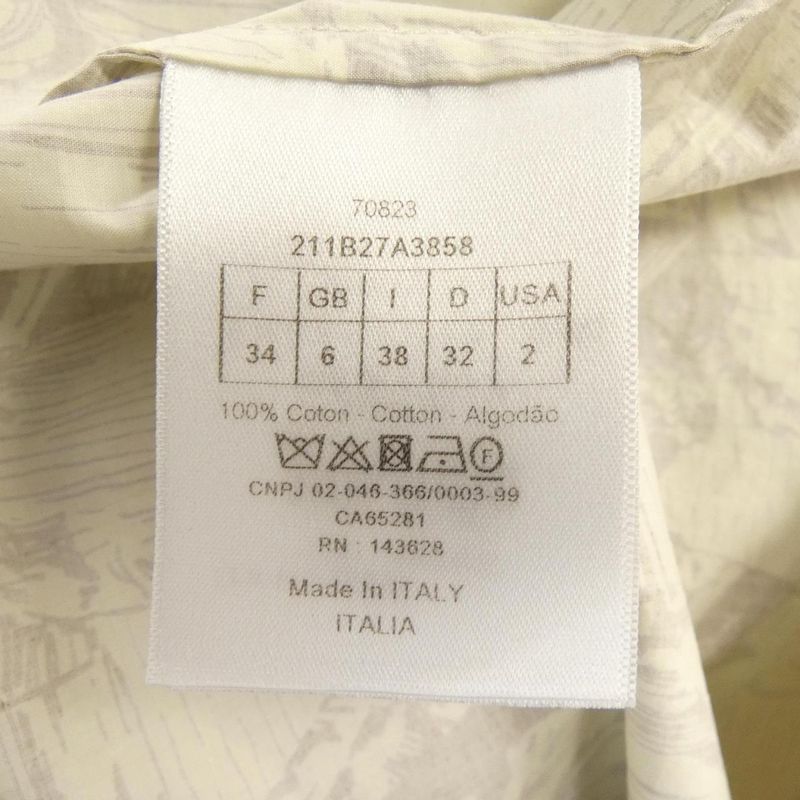 70823
211B27A3858
F GB I D USA
34 6 38 32 2
100% Coton - Cotton - Algodão
F
CNPJ 02-046-366/0003-99
CA65281
RN : 143628
Made In ITALY
ITALIA